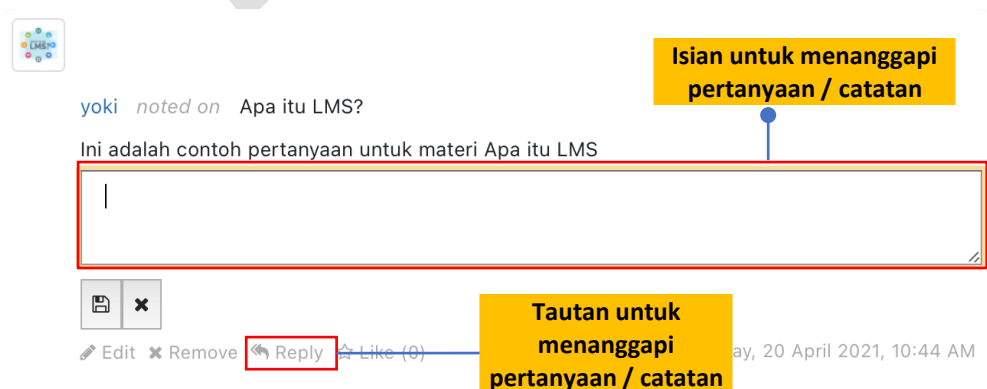 LMS?
Isian untuk menanggapi
pertanyaan / catatan
yoki noted on Apa itu LMS?
Ini adalah contoh pertanyaan untuk materi Apa itu LMS
Tautan untuk
menanggapi
pertanyaan / catatan
Edit Remove Reply Like (0)
20 April 2021, 10:44 AM